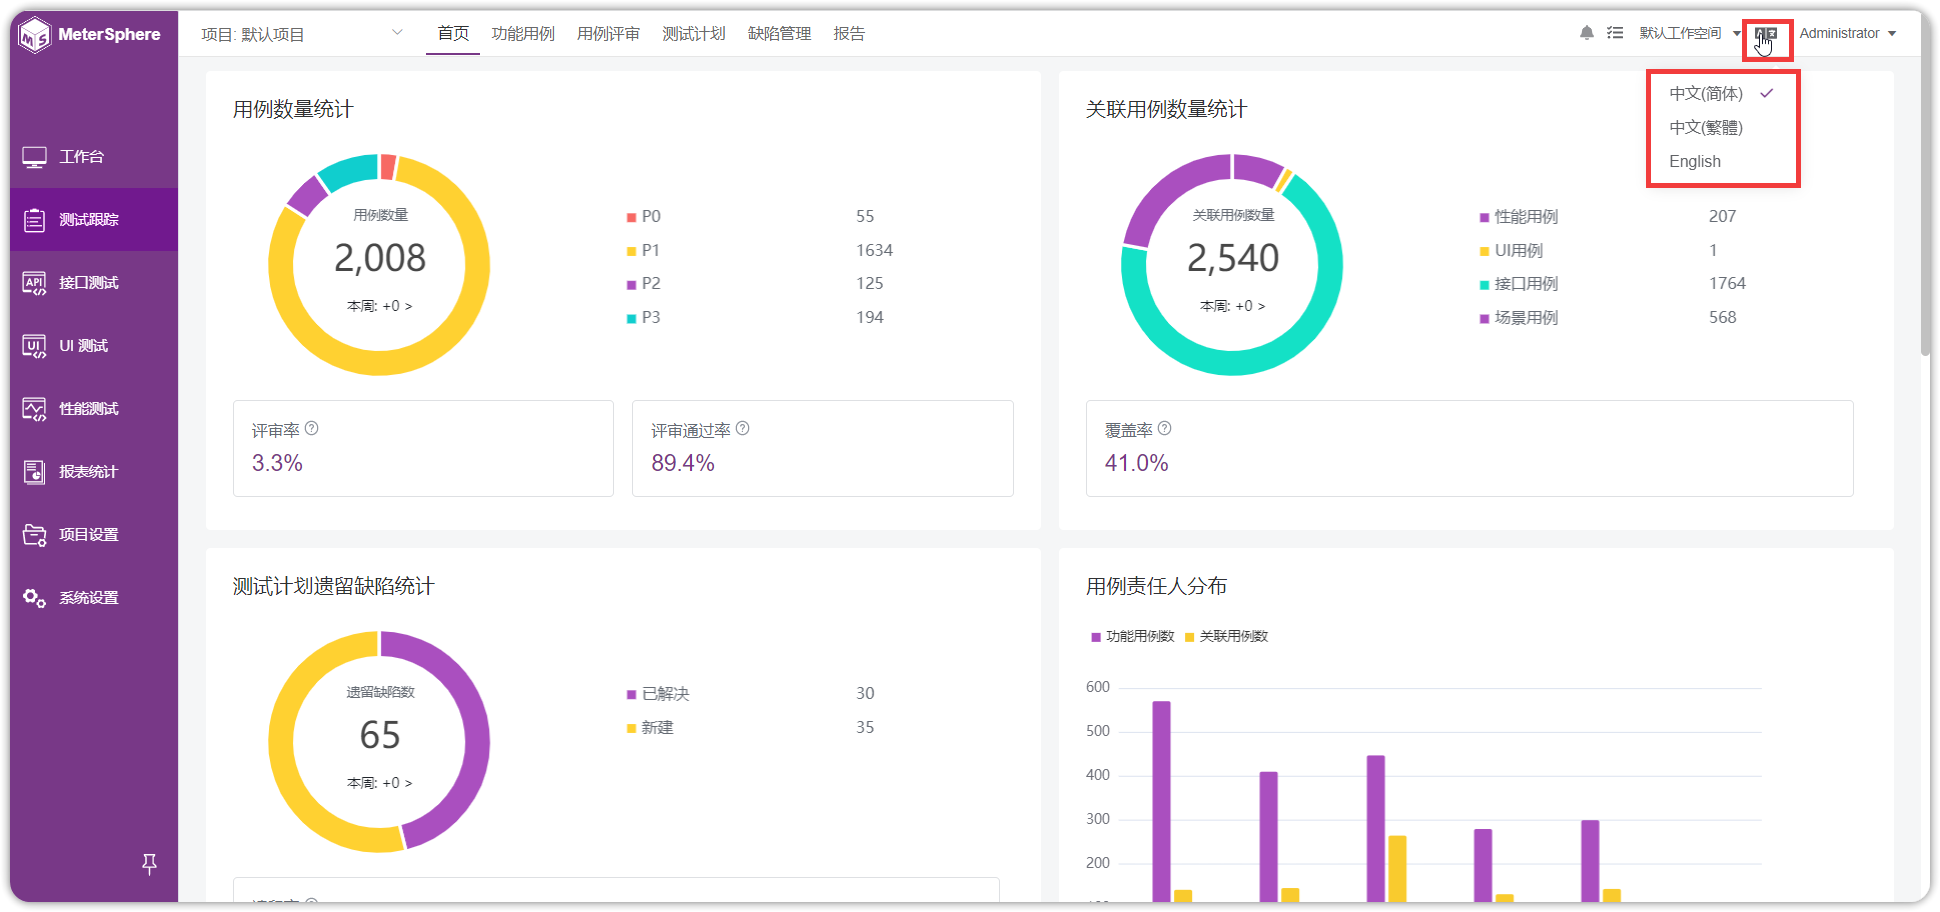 MeterSphere
项目: 默认项目
首页 功能用例 用例评审 测试计划 缺陷管理 报告
默认工作空间
Administrator
中文(简体)
中文(繁體)
English
工作台
测试跟踪
接口测试
UI 测试
性能测试
报表统计
项目设置
系统设置
用例数量统计
用例数量
2,008
本周: +0 >
P0 55
P1 1634
P2 125
P3 194
评审率
3.3%
评审通过率
89.4%
关联用例数量统计
关联用例数量
2,540
本周: +0 >
性能用例 207
UI用例 1
接口用例 1764
场景用例 568
覆盖率
41.0%
测试计划遗留缺陷统计
遗留缺陷数
65
本周: +0 >
已解决 30
新建 35
用例责任人分布
功能用例数 关联用例数
600
500
400
300
200